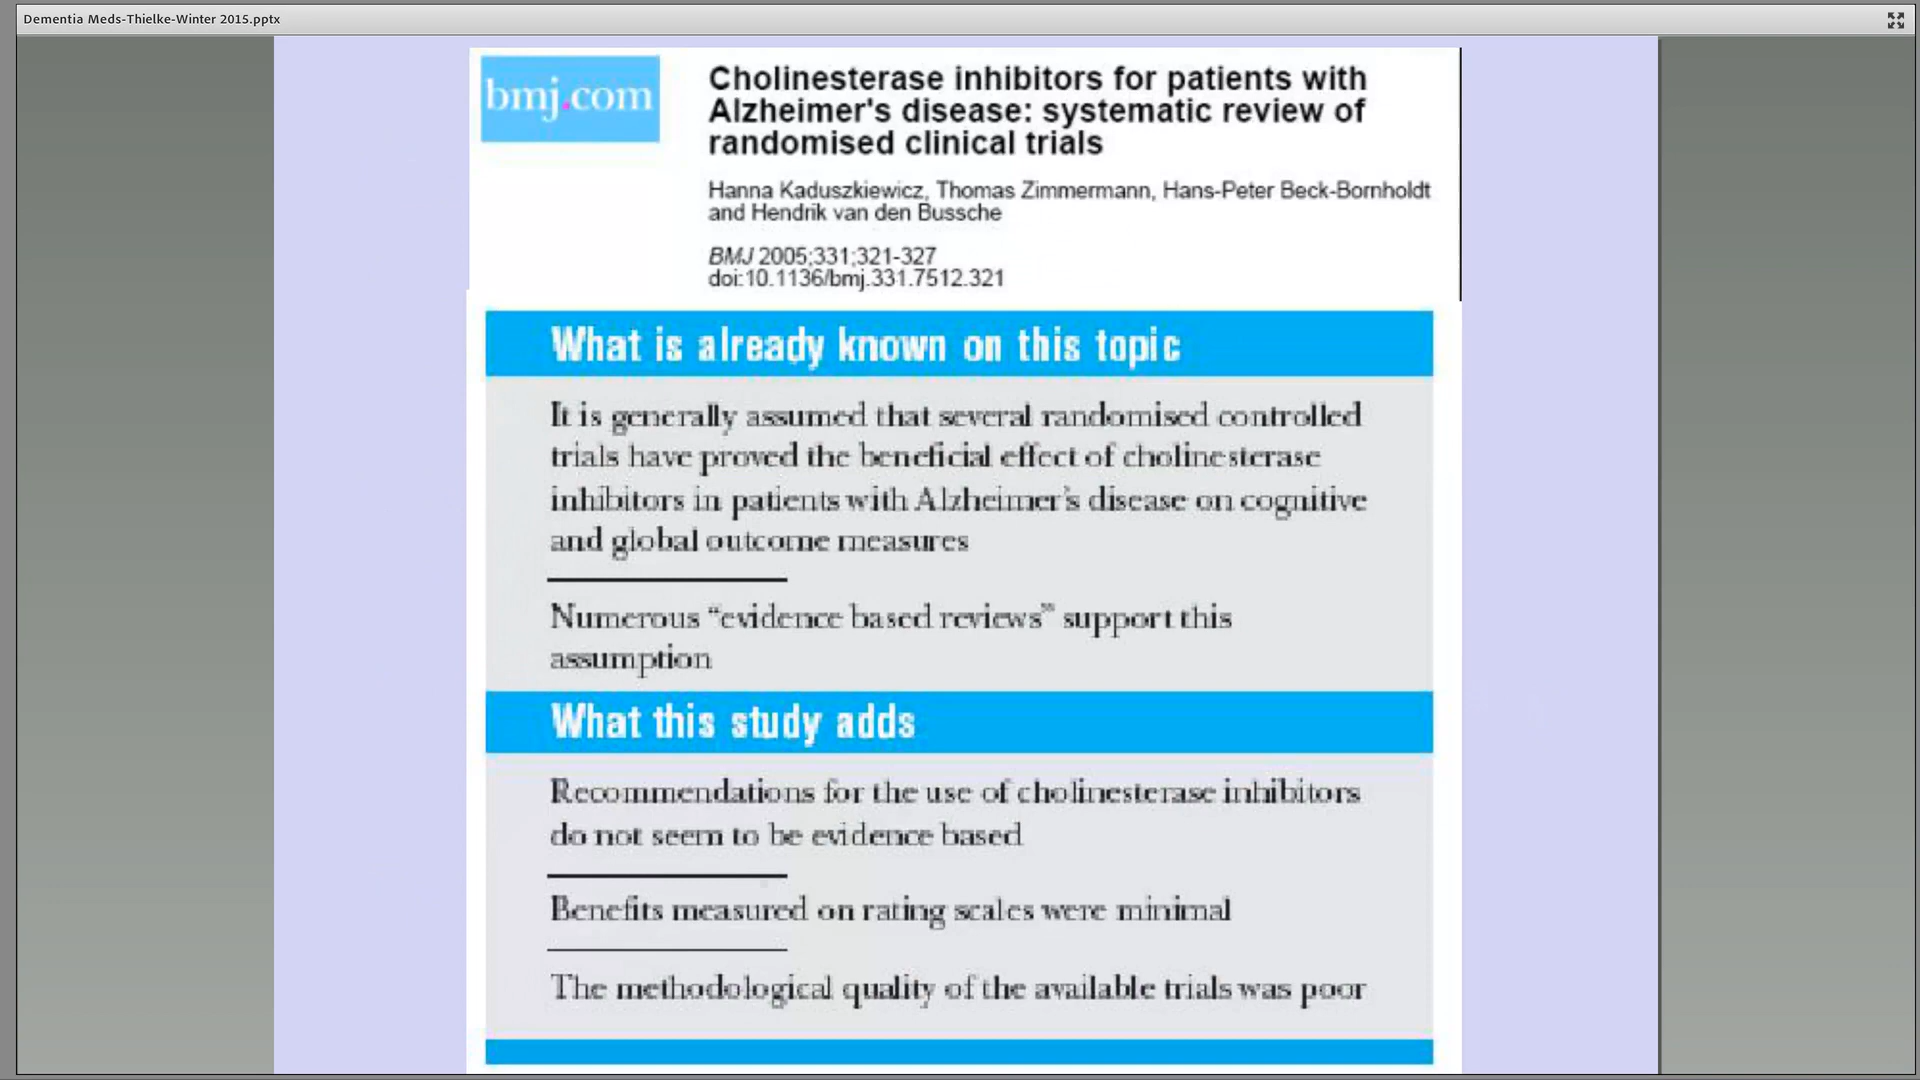 Dementia Meds-Thielke-Winter 2015.pptx
bmj.com
Cholinesterase inhibitors for patients with
Alzheimer's disease: systematic review of
randomised clinical trials
Hanna Kaduszkiewicz, Thomas Zimmermann, Hans-Peter Beck-Bornholdt
and Hendrik van den Bussche
BMJ 2005;331;321-327
doi:10.1136/bmj.331.7512.321
What is already known on this topic
It is generally assumed that several randomised controlled
trials have proved the beneficial effect of cholinesterase
inhibitors in patients with Alzheimer's disease on cognitive
and global outcome measures
Numerous “evidence based reviews” support this
assumption
What this study adds
Recommendations for the use of cholinesterase inhibitors
do not seem to be evidence based
Benefits measured on rating scales were minimal
The methodological quality of the available trials was poor